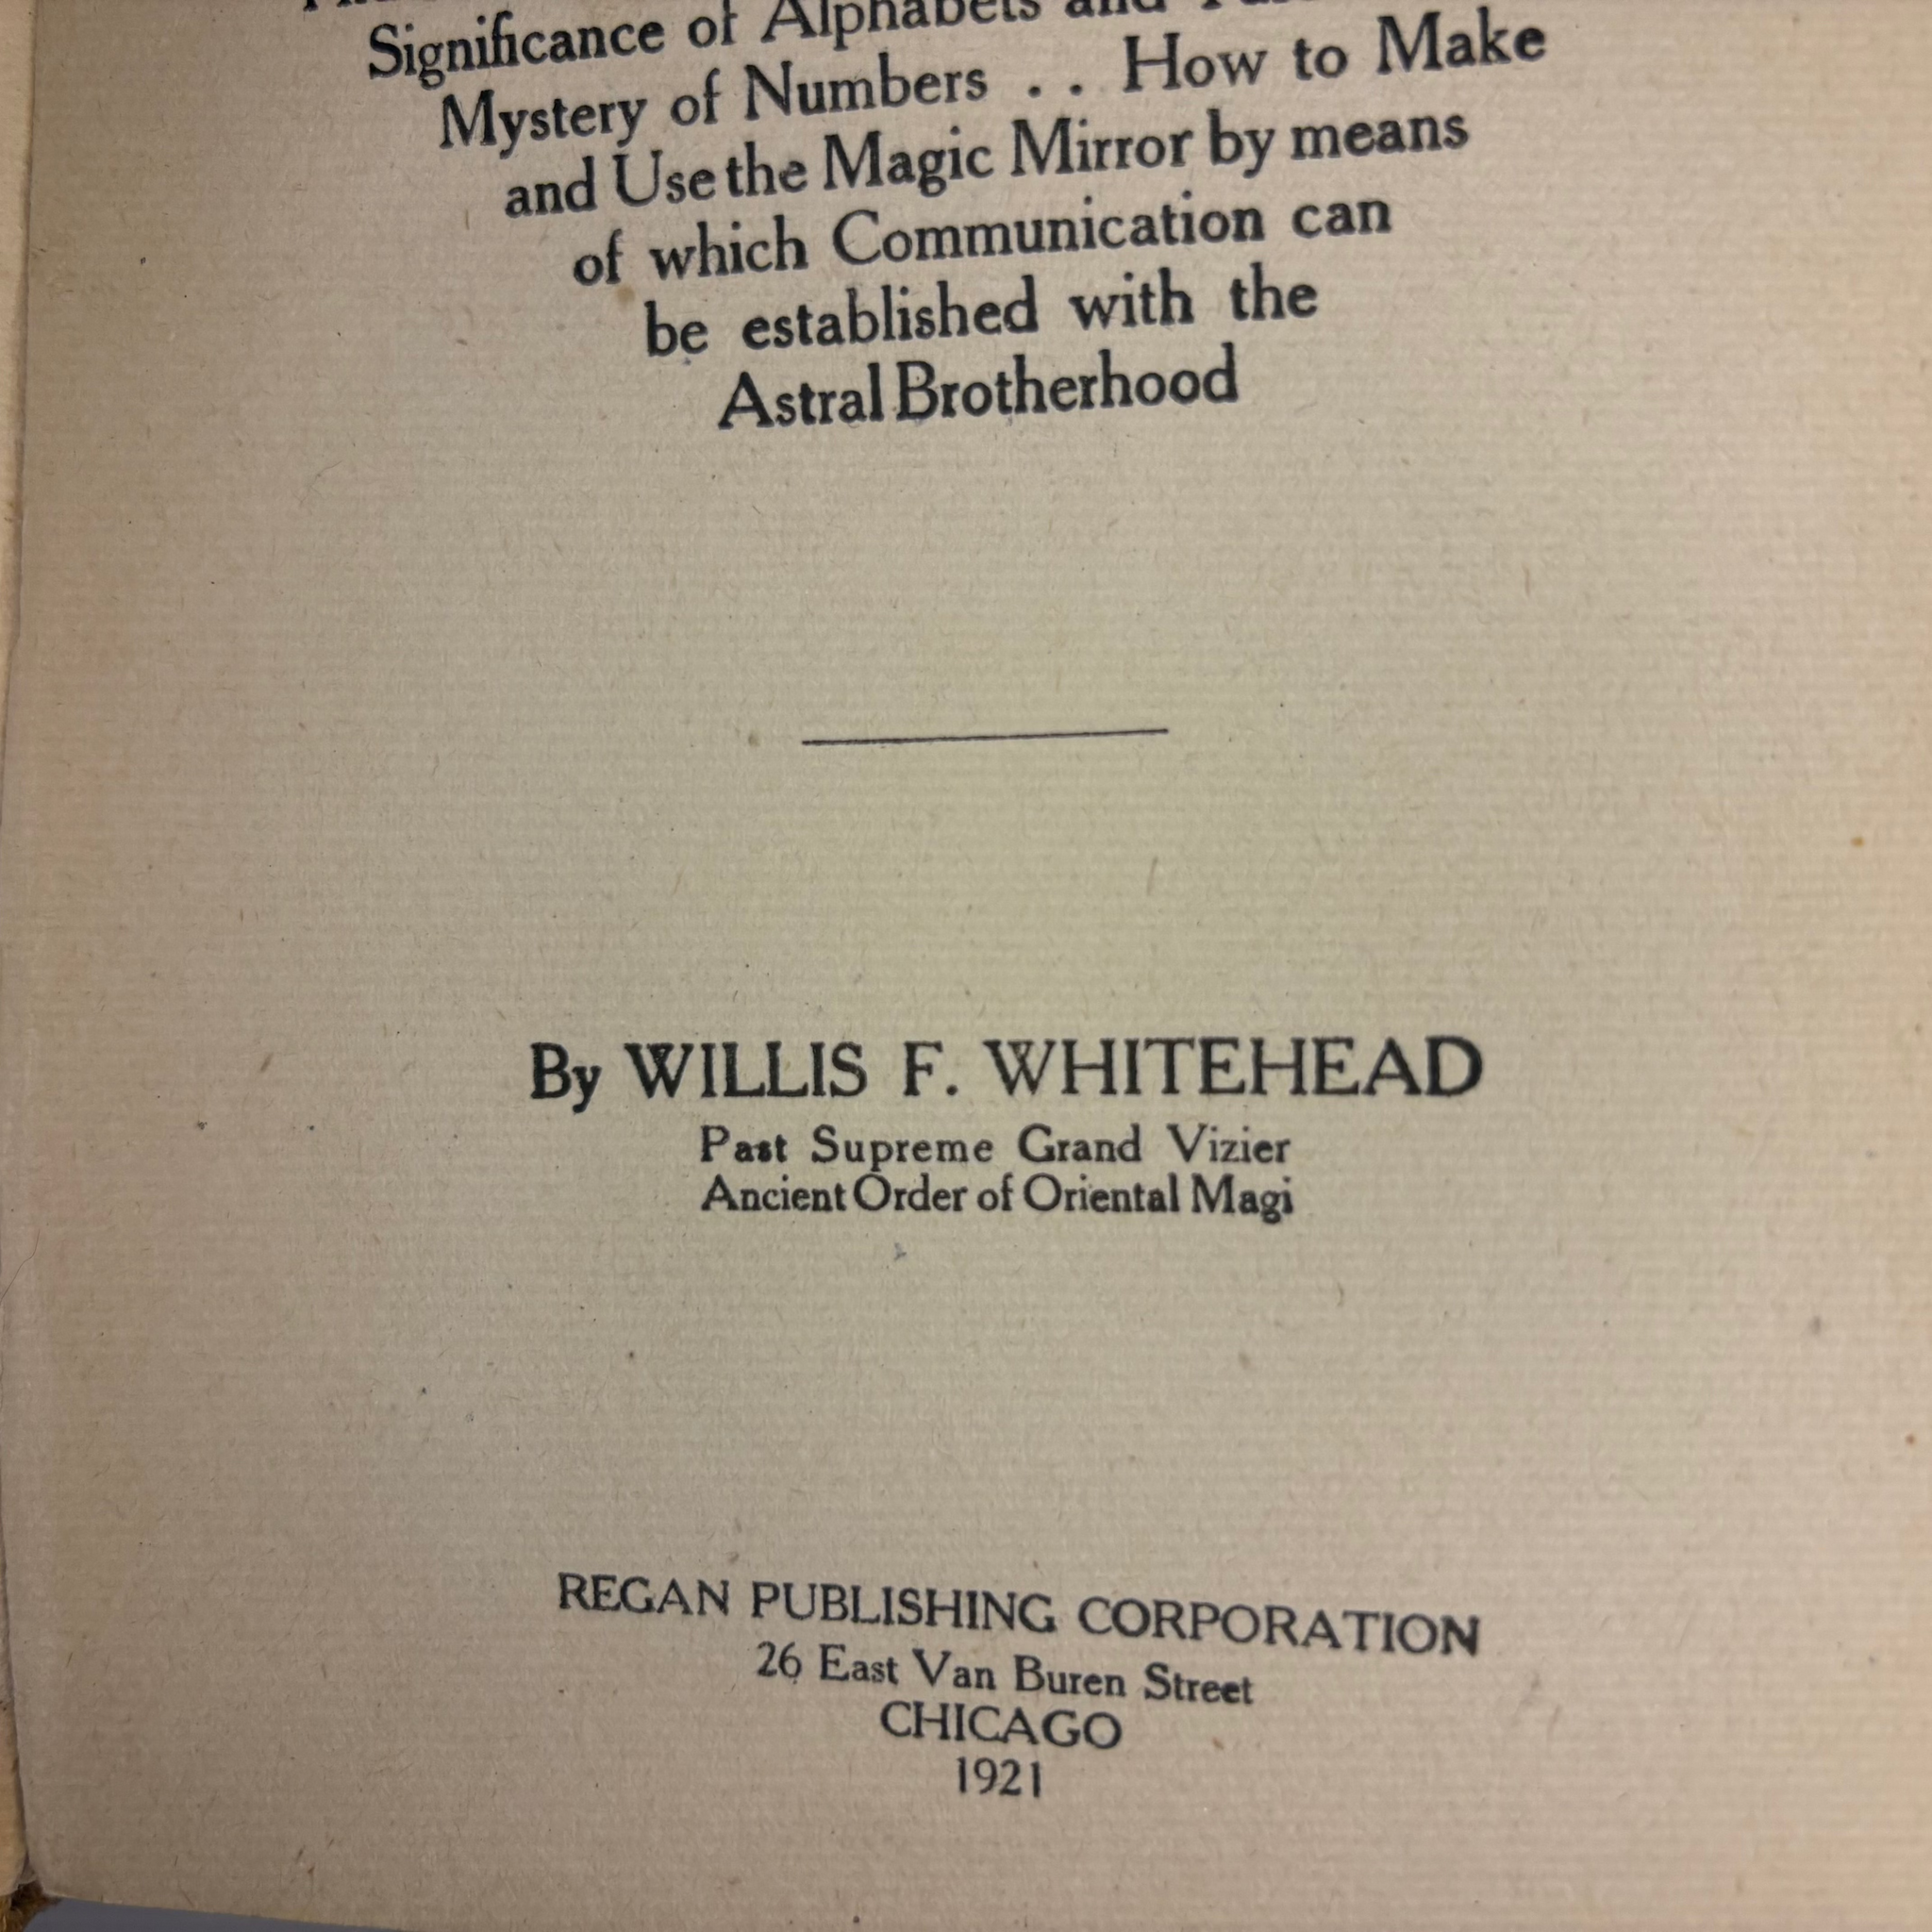 Significance of Alphabets and
Mystery of Numbers . . How to Make
and Use the Magic Mirror by means
of which Communication can
be established with the
Astral Brotherhood
By WILLIS F. WHITEHEAD
Past Supreme Grand Vizier
Ancient Order of Oriental Magi
REGAN PUBLISHING CORPORATION
26 East Van Buren Street
CHICAGO
1921